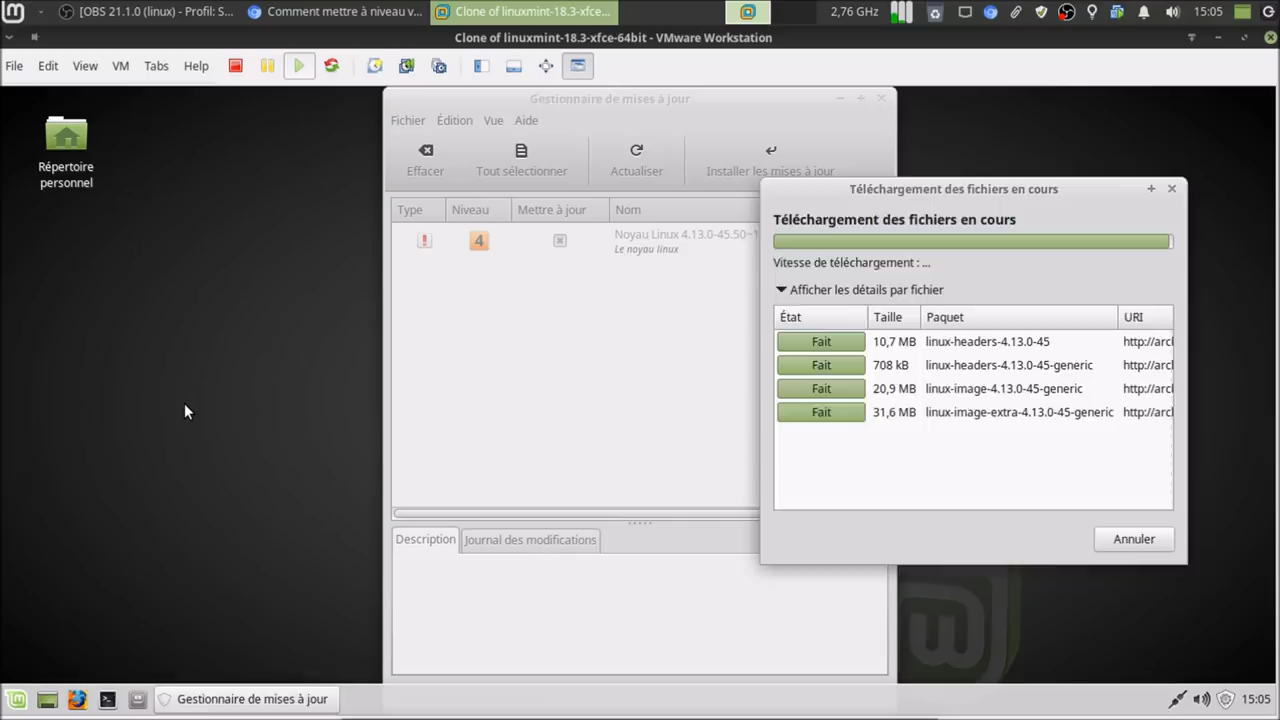 [OBS 21.1.0 (linux) - Profil: S...
Comment mettre à niveau v...
Clone of linuxmint-18.3-xfce...
2,76 GHz
15:05
Clone of linuxmint-18.3-xfce-64bit - VMware Workstation
File Edit View VM Tabs Help
Répertoire
personnel
Gestionnaire de mises à jour
Fichier Édition Vue Aide
Effacer Tout sélectionner Actualiser Installer les mises à jour
Type Niveau Mettre à jour Nom
! 4 Noyau Linux 4.13.0-45.50~1
Le noyau linux
Description Journal des modifications
Téléchargement des fichiers en cours
Téléchargement des fichiers en cours
Vitesse de téléchargement : ...
Afficher les détails par fichier
État Taille Paquet URI
Fait 10,7 MB linux-headers-4.13.0-45 http://arcl
Fait 708 kB linux-headers-4.13.0-45-generic http://arcl
Fait 20,9 MB linux-image-4.13.0-45-generic http://arcl
Fait 31,6 MB linux-image-extra-4.13.0-45-generic http://arcl
Annuler
Gestionnaire de mises à jour
15:05